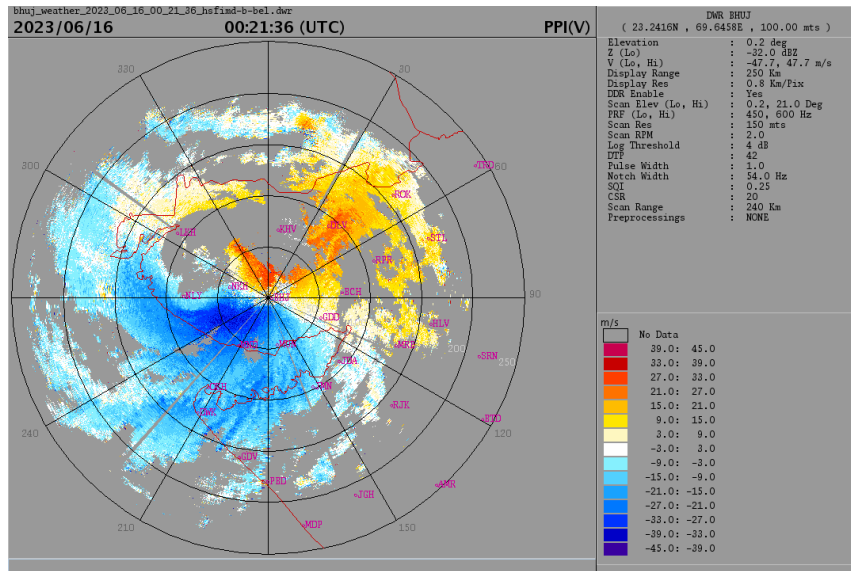 bhuj_weather_2023_06_16_00_21_36_hsfimd-b-bel.dwr
2023/06/16 00:21:36 (UTC) PPI(V)
DWR BHUJ
( 23.2416N , 69.6458E , 100.00 mts )
Elevation : 0.2 deg
Z (Lo) : -32.0 dBZ
V (Lo, Hi) : -47.7, 47.7 m/s
Display Range : 250 Km
Display Res : 0.8 Km/Pix
DDR Enable : Yes
Scan Elev (Lo, Hi) : 0.2, 21.0 Deg
PRF (Lo, Hi) : 450, 600 Hz
Scan Res : 150 mts
Scan RPM : 2.0
Log Threshold : 4 dB
DTP : 42
Pulse Width : 1.0
Notch Width : 54.0 Hz
SQI : 0.25
CSR : 20
Scan Range : 240 Km
Preprocessings : NONE
330
30
300
60
RCK
LKH
KHV
DLV
STL
RPR
NKH
NLY
BHJ
BCH
90
GDD
HLV
MRB
200
SRN
250
JDA
RJK
BTD
240
120
GDV
PBD
JGH
AMR
210
MDP
150
m/s
No Data
39.0: 45.0
33.0: 39.0
27.0: 33.0
21.0: 27.0
15.0: 21.0
9.0: 15.0
3.0: 9.0
-3.0: 3.0
-9.0: -3.0
-15.0: -9.0
-21.0: -15.0
-27.0: -21.0
-33.0: -27.0
-39.0: -33.0
-45.0: -39.0